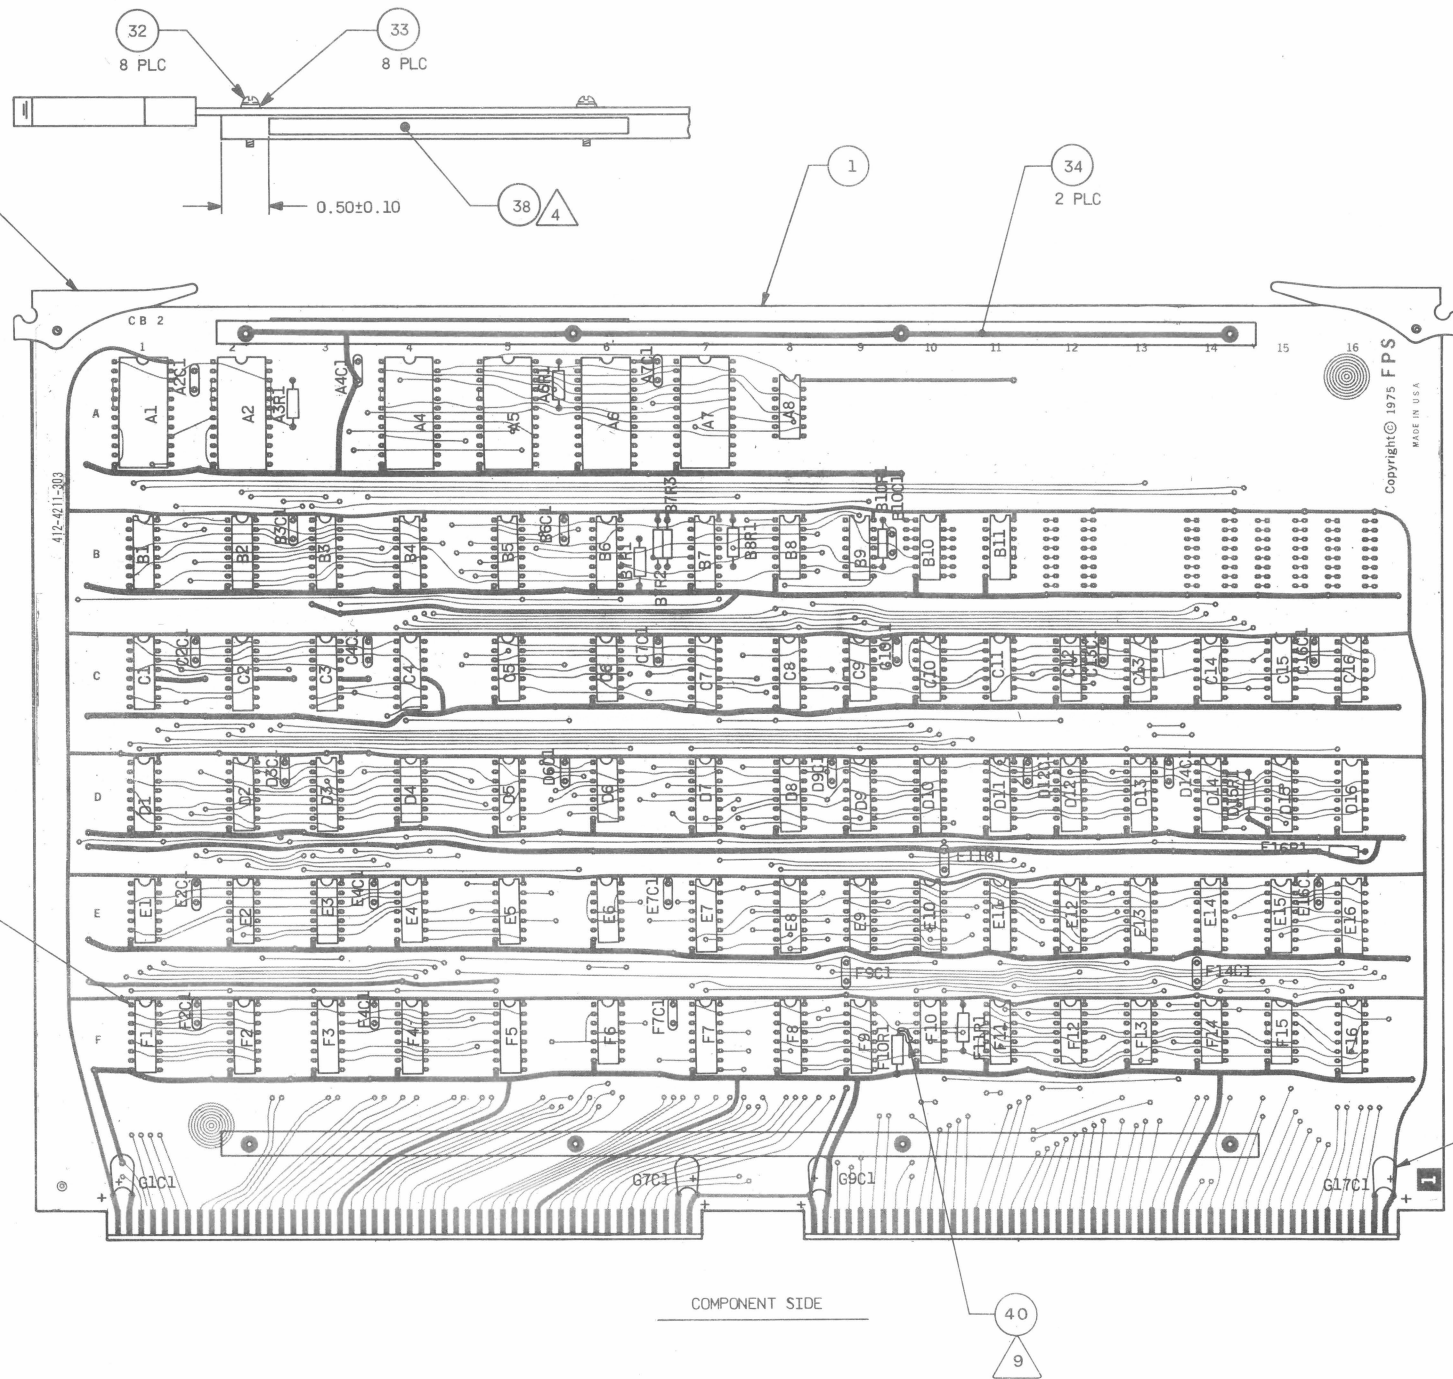 32
33
8 PLC
8 PLC
0.50±0.10
38
4
1
34
2 PLC
CB 2
1 2 3 4 5 6 7 8 9 10 11 12 13 14 15 16
Copyright© 1975 FPS
MADE IN USA
412-4211-303
A
A1 A2C1 A2 A3R1 A4C1 A4 A5 A6R1 A6 A7C1 A7 A8
B7R3 B10R1 B10C1
B
B1 B2 B3C1 B3 B4 B5 B6C1 B6 B7R1 B7 B8R1 B8 B9 B10 B11
C
C1 C2C1 C2 C3 C4C1 C4 C5 C6 C7C1 C7 C8 C9 C10 C11 C12 C13 C14 C15 C16
D
D1 D2 D3C1 D3 D4 D5 D6C1 D6 D7 D8 D9C1 D9 D10 D11 D12 D13 D14C1 D14 D15 D16
E16R1
E
E1 E2 E3 E4C1 E4 E5 E6 E7C1 E7 E8 E9 E10 E11 E12 E13 E14 E15 E16
F9C1 F14C1
F
F1 F2C1 F2 F3 F4C1 F4 F5 F6 F7C1 F7 F8 F9 F10R1 F10 F11R1 F11 F12 F13 F14 F15 F16
G1C1 G7C1 G9C1 G17C1
1
COMPONENT SIDE
40
9